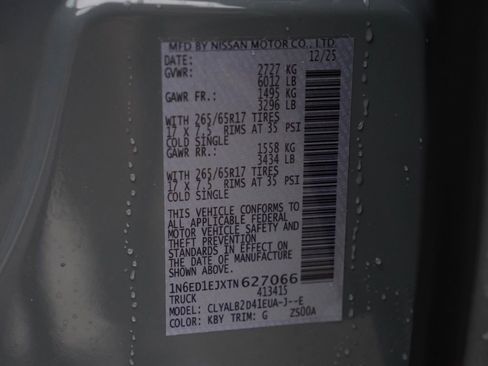 MFD BY NISSAN MOTOR CO., LTD.
DATE: 12/25
GVWR: 2727 KG
6012 LB
GAWR FR.: 1495 KG
3296 LB
WITH 265/65R17 TIRES
17 X 7.5 RIMS AT 35 PSI
COLD SINGLE
GAWR RR.: 1558 KG
3434 LB
WITH 265/65R17 TIRES
17 X 7.5 RIMS AT 35 PSI
COLD SINGLE
THIS VEHICLE CONFORMS TO
ALL APPLICABLE FEDERAL
MOTOR VEHICLE SAFETY AND
THEFT PREVENTION
STANDARDS IN EFFECT ON
THE DATE OF MANUFACTURE
SHOWN ABOVE.
1N6ED1EJXTN627066
TRUCK 413415
MODEL: CLYALB2D41EUA-J--E
COLOR: KBY TRIM: G ZS00A